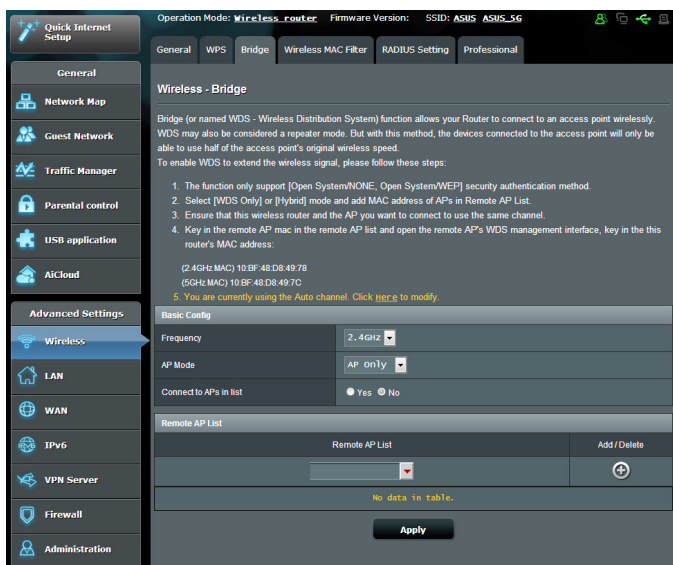 Quick Internet
Setup
Operation Mode: Wireless router Firmware Version: SSID: ASUS ASUS_5G
General WPS Bridge Wireless MAC Filter RADIUS Setting Professional
General
Network Map
Guest Network
Traffic Manager
Parental control
USB application
AiCloud
Advanced Settings
Wireless
LAN
WAN
IPv6
VPN Server
Firewall
Administration
Wireless - Bridge
Bridge (or named WDS - Wireless Distribution System) function allows your Router to connect to an access point wirelessly.
WDS may also be considered a repeater mode. But with this method, the devices connected to the access point will only be
able to use half of the access point's original wireless speed.
To enable WDS to extend the wireless signal, please follow these steps:
1. The function only support [Open System/NONE, Open System/WEP] security authentication method.
2. Select [WDS Only] or [Hybrid] mode and add MAC address of APs in Remote AP List.
3. Ensure that this wireless router and the AP you want to connect to use the same channel.
4. Key in the remote AP mac in the remote AP list and open the remote AP's WDS management interface, key in the this
router's MAC address:
(2.4GHz MAC) 10:BF:48:D8:49:78
(5GHz MAC) 10:BF:48:D8:49:7C
5. You are currently using the Auto channel. Click Here to modify.
Basic Config
Frequency 2.4GHz
AP Mode AP Only
Connect to APs in list Yes No
Remote AP List
Remote AP List Add / Delete
No data in table.
Apply